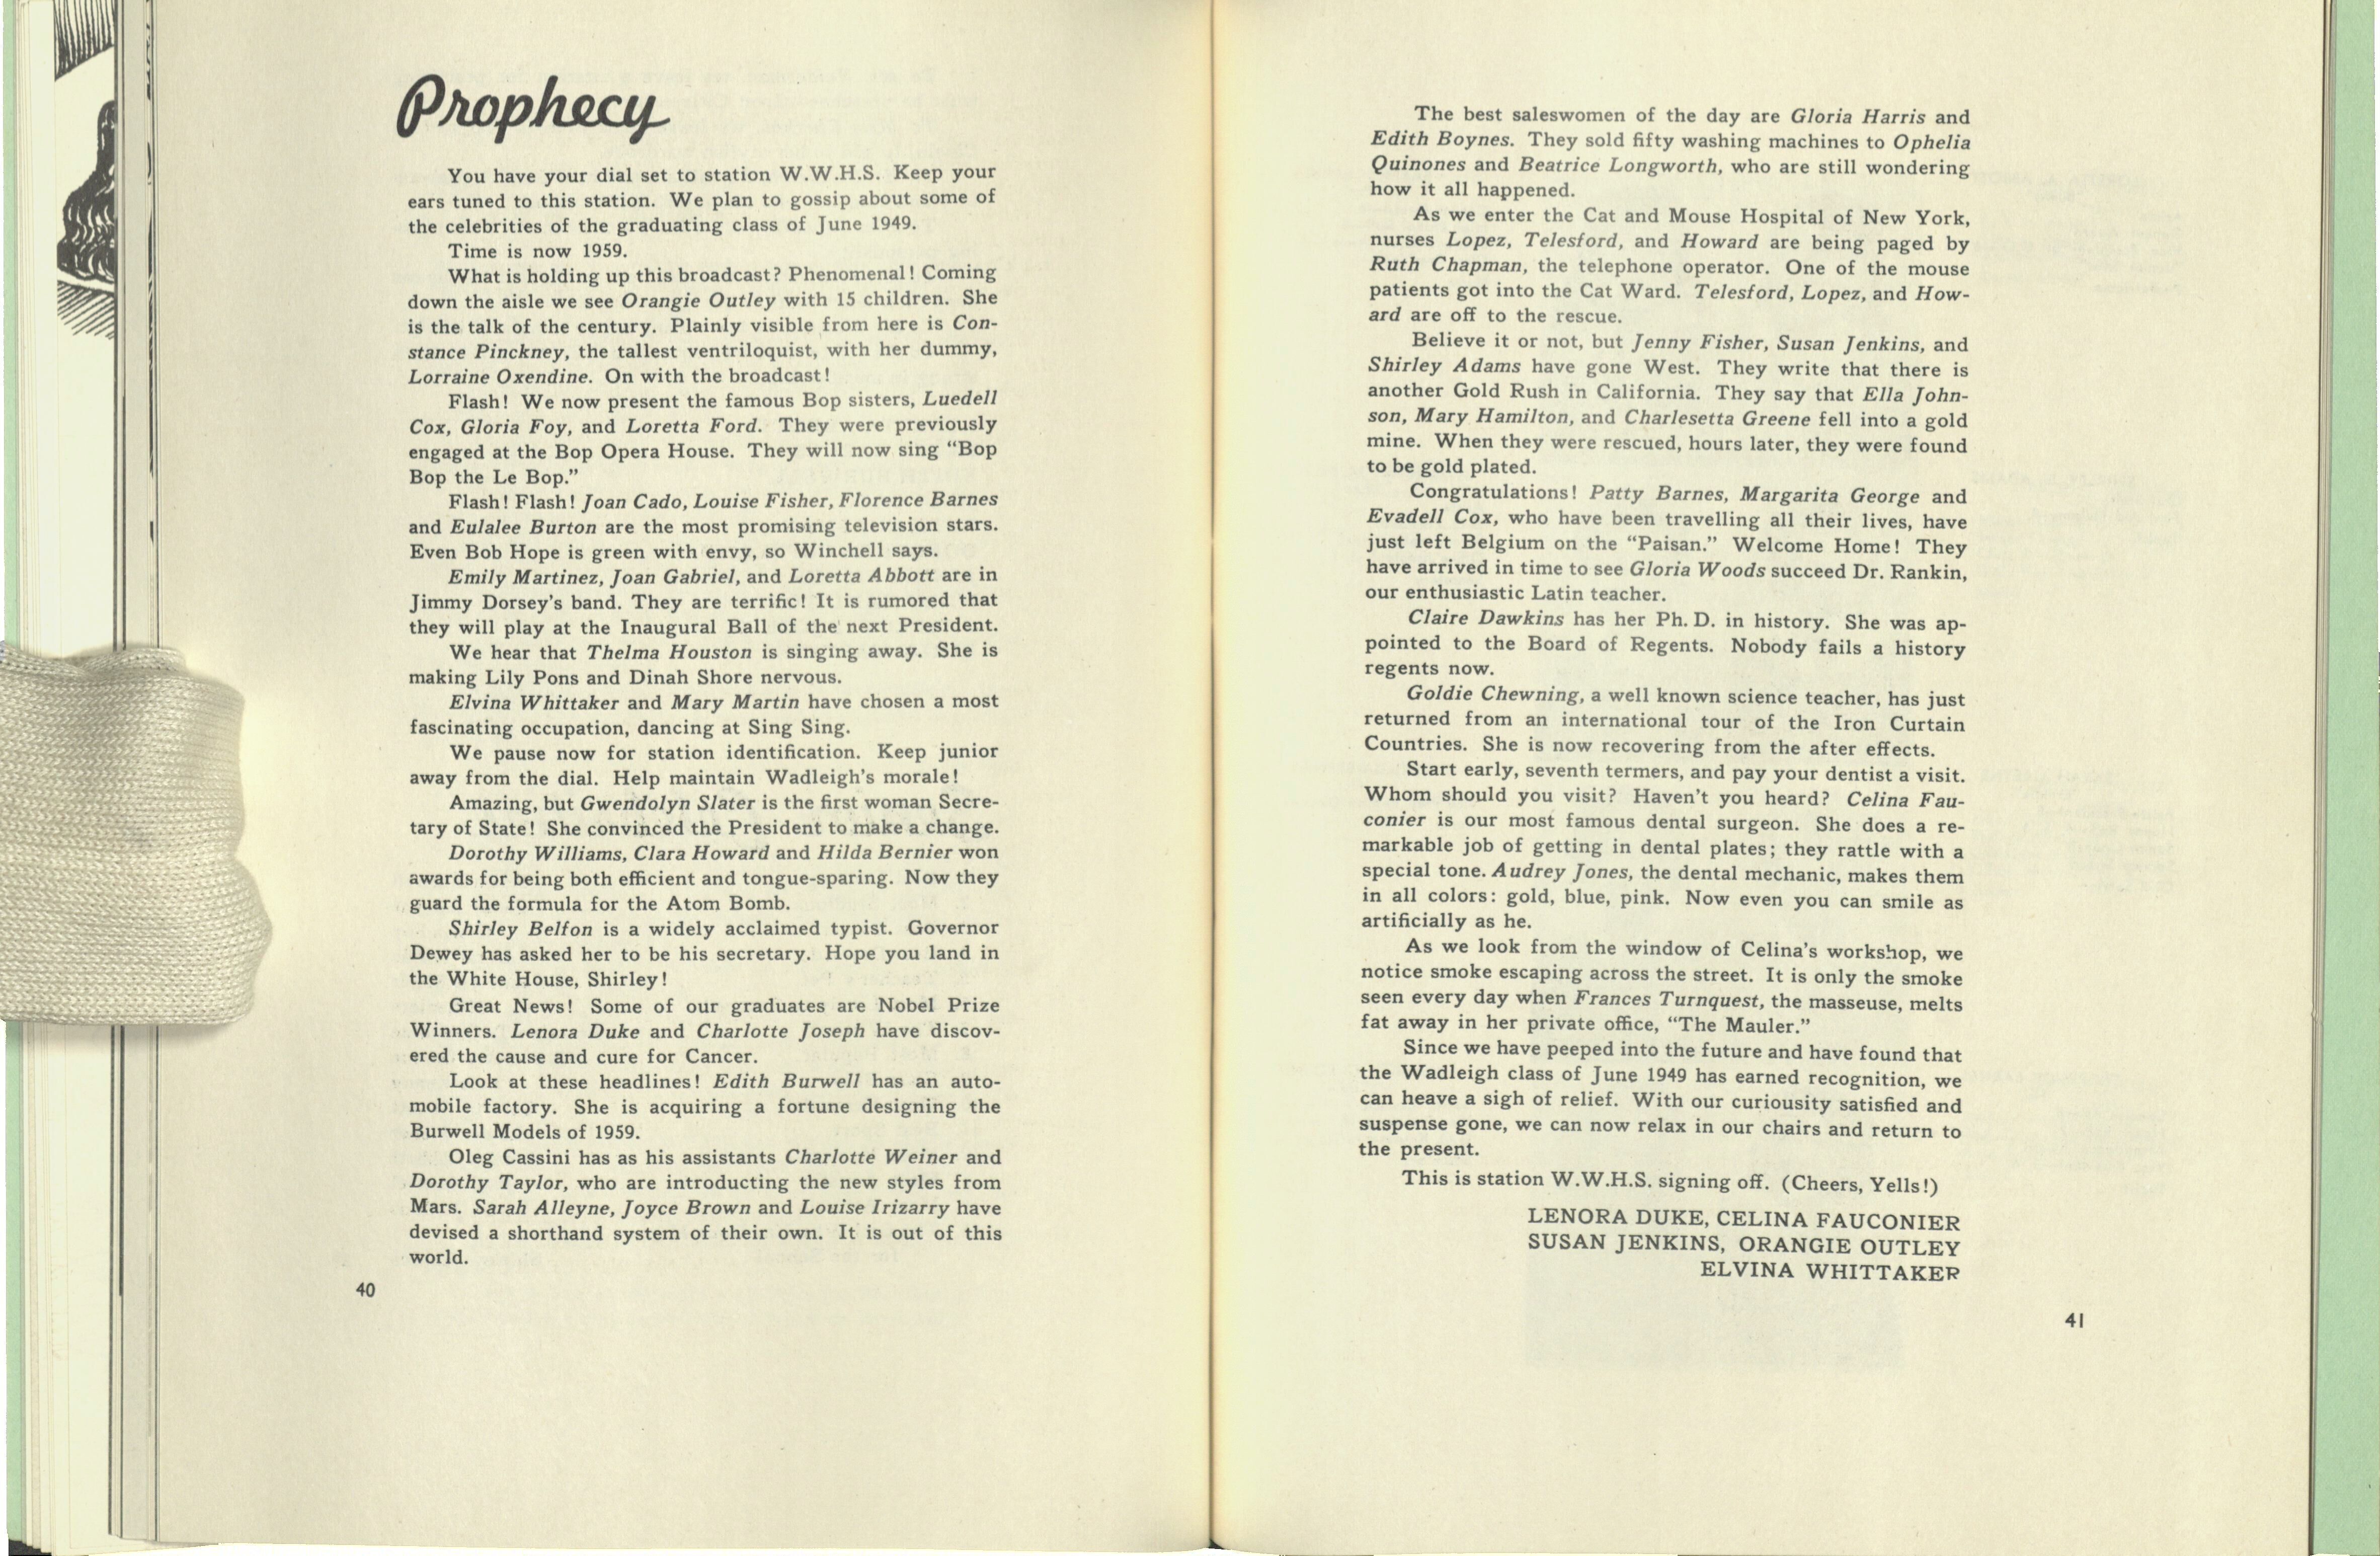 Prophecy
You have your dial set to station W.W.H.S. Keep your
ears tuned to this station. We plan to gossip about some of
the celebrities of the graduating class of June 1949.
Time is now 1959.
What is holding up this broadcast? Phenomenal! Coming
down the aisle we see Orangie Outley with 15 children. She
is the talk of the century. Plainly visible from here is Con-
stance Pinckney, the tallest ventriloquist, with her dummy,
Lorraine Oxendine. On with the broadcast!
Flash! We now present the famous Bop sisters, Luedell
Cox, Gloria Foy, and Loretta Ford. They were previously
engaged at the Bop Opera House. They will now sing “Bop
Bop the Le Bop.”
Flash! Flash! Joan Cado, Louise Fisher, Florence Barnes
and Eulalee Burton are the most promising television stars.
Even Bob Hope is green with envy, so Winchell says.
Emily Martinez, Joan Gabriel, and Loretta Abbott are in
Jimmy Dorsey’s band. They are terrific! It is rumored that
they will play at the Inaugural Ball of the next President.
We hear that Thelma Houston is singing away. She is
making Lily Pons and Dinah Shore nervous.
Elvina Whittaker and Mary Martin have chosen a most
fascinating occupation, dancing at Sing Sing.
We pause now for station identification. Keep junior
away from the dial. Help maintain Wadleigh’s morale!
Amazing, but Gwendolyn Slater is the first woman Secre-
tary of State! She convinced the President to make a change.
Dorothy Williams, Clara Howard and Hilda Bernier won
awards for being both efficient and tongue-sparing. Now they
guard the formula for the Atom Bomb.
Shirley Belfon is a widely acclaimed typist. Governor
Dewey has asked her to be his secretary. Hope you land in
the White House, Shirley!
Great News! Some of our graduates are Nobel Prize
Winners. Lenora Duke and Charlotte Joseph have discov-
ered the cause and cure for Cancer.
Look at these headlines! Edith Burwell has an auto-
mobile factory. She is acquiring a fortune designing the
Burwell Models of 1959.
Oleg Cassini has as his assistants Charlotte Weiner and
Dorothy Taylor, who are introducting the new styles from
Mars. Sarah Alleyne, Joyce Brown and Louise Irizarry have
devised a shorthand system of their own. It is out of this
world.
40
The best saleswomen of the day are Gloria Harris and
Edith Boynes. They sold fifty washing machines to Ophelia
Quinones and Beatrice Longworth, who are still wondering
how it all happened.
As we enter the Cat and Mouse Hospital of New York,
nurses Lopez, Telesford, and Howard are being paged by
Ruth Chapman, the telephone operator. One of the mouse
patients got into the Cat Ward. Telesford, Lopez, and How-
ard are off to the rescue.
Believe it or not, but Jenny Fisher, Susan Jenkins, and
Shirley Adams have gone West. They write that there is
another Gold Rush in California. They say that Ella John-
son, Mary Hamilton, and Charlesetta Greene fell into a gold
mine. When they were rescued, hours later, they were found
to be gold plated.
Congratulations! Patty Barnes, Margarita George and
Evadell Cox, who have been travelling all their lives, have
just left Belgium on the “Paisan.” Welcome Home! They
have arrived in time to see Gloria Woods succeed Dr. Rankin,
our enthusiastic Latin teacher.
Claire Dawkins has her Ph. D. in history. She was ap-
pointed to the Board of Regents. Nobody fails a history
regents now.
Goldie Chewning, a well known science teacher, has just
returned from an international tour of the Iron Curtain
Countries. She is now recovering from the after effects.
Start early, seventh termers, and pay your dentist a visit.
Whom should you visit? Haven’t you heard? Celina Fau-
conier is our most famous dental surgeon. She does a re-
markable job of getting in dental plates; they rattle with a
special tone. Audrey Jones, the dental mechanic, makes them
in all colors: gold, blue, pink. Now even you can smile as
artificially as he.
As we look from the window of Celina’s workshop, we
notice smoke escaping across the street. It is only the smoke
seen every day when Frances Turnquest, the masseuse, melts
fat away in her private office, “The Mauler.”
Since we have peeped into the future and have found that
the Wadleigh class of June 1949 has earned recognition, we
can heave a sigh of relief. With our curiousity satisfied and
suspense gone, we can now relax in our chairs and return to
the present.
This is station W.W.H.S. signing off. (Cheers, Yells!)
LENORA DUKE, CELINA FAUCONIER
SUSAN JENKINS, ORANGIE OUTLEY
ELVINA WHITTAKER
41